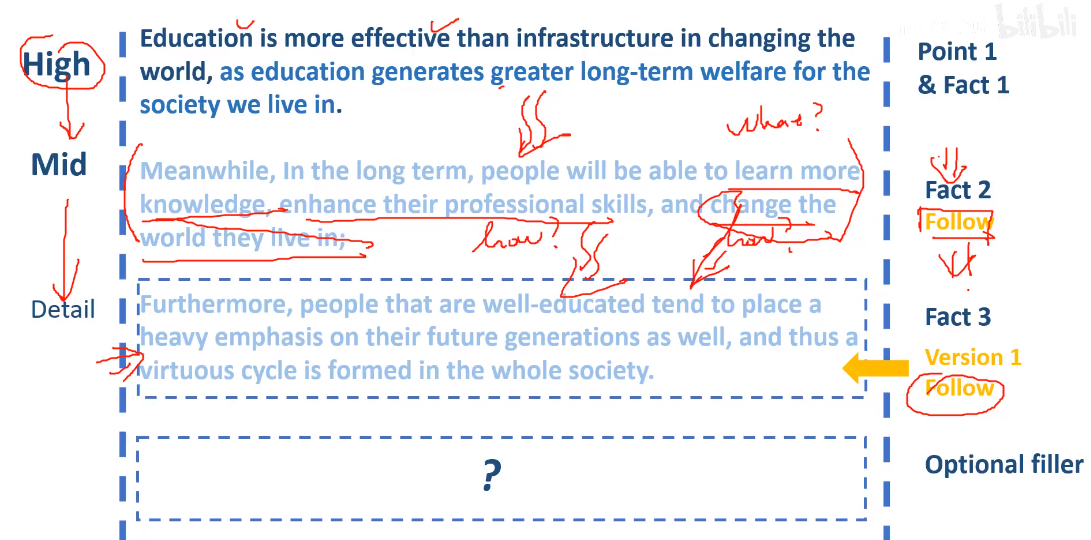 bilibili
High
Education is more effective than infrastructure in changing the
world, as education generates greater long-term welfare for the
society we live in.
Point 1
& Fact 1
what?
Mid
Meanwhile, In the long term, people will be able to learn more
knowledge, enhance their professional skills, and change the
world they live in;
how?
how?
Fact 2
Follow
Detail
Furthermore, people that are well-educated tend to place a
heavy emphasis on their future generations as well, and thus a
virtuous cycle is formed in the whole society.
Fact 3
Version 1
Follow
?
Optional filler